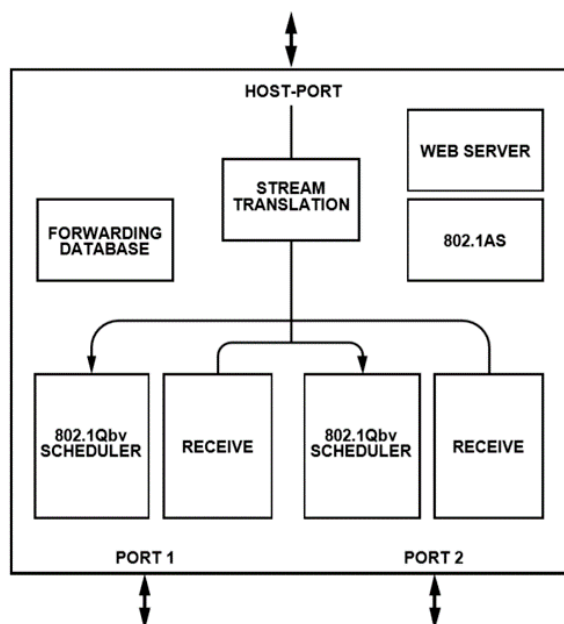 HOST-PORT
WEB SERVER
STREAM
TRANSLATION
FORWARDING
DATABASE
802.1AS
802.1Qbv
SCHEDULER
RECEIVE
802.1Qbv
SCHEDULER
RECEIVE
PORT 1
PORT 2